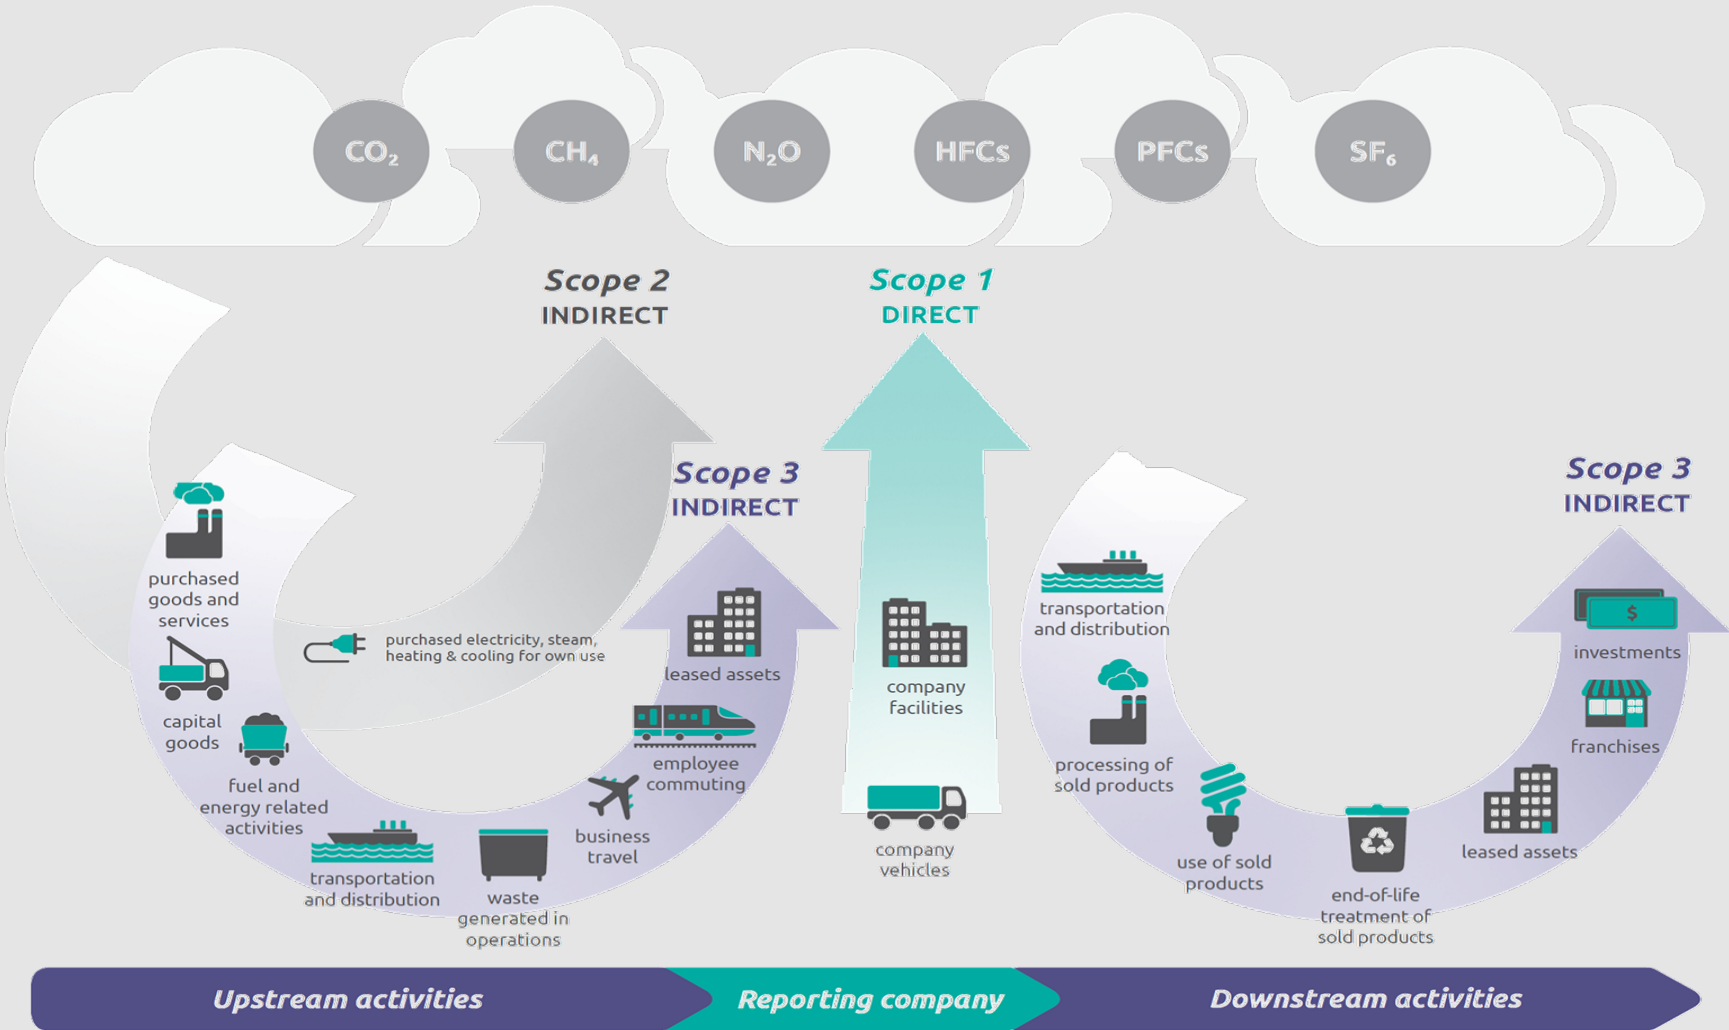 CO₂
CH₄
N₂O
HFCs
PFCs
SF₆
Scope 2
INDIRECT
Scope 1
DIRECT
Scope 3
INDIRECT
Scope 3
INDIRECT
purchased
goods and
services
capital
goods
fuel and
energy related
activities
transportation
and distribution
waste
generated in
operations
business
travel
employee
commuting
leased assets
purchased electricity, steam,
heating & cooling for own use
company
facilities
company
vehicles
transportation
and distribution
processing of
sold products
use of sold
products
end-of-life
treatment of
sold products
leased assets
franchises
investments
$
Upstream activities
Reporting company
Downstream activities